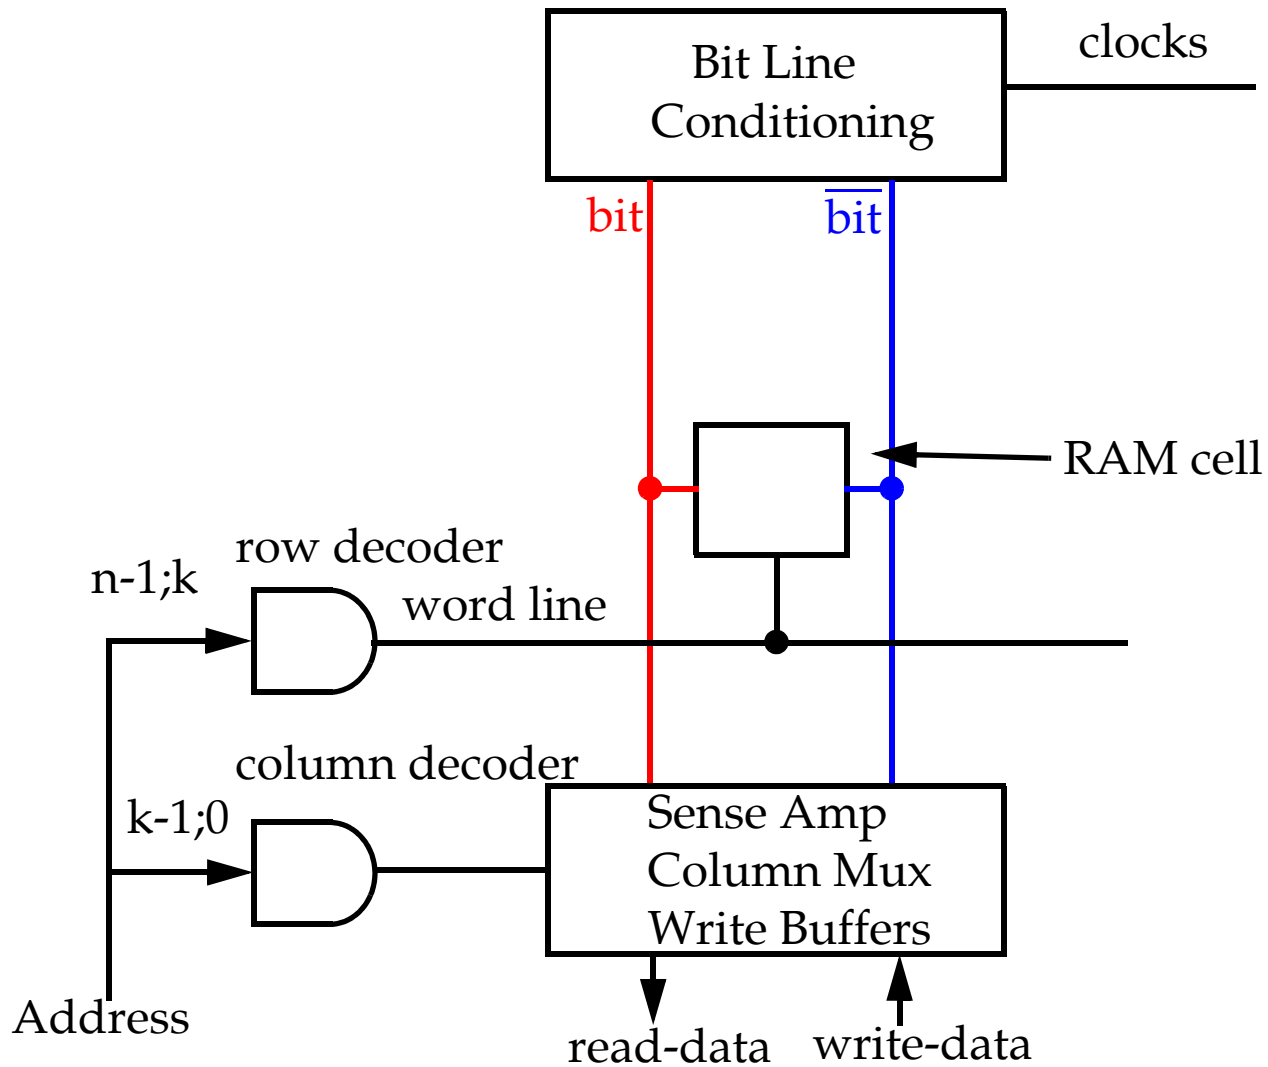 clocks
Bit Line
Conditioning
bit
b̅i̅t̅
RAM cell
row decoder
n-1;k
word line
column decoder
k-1;0
Sense Amp
Column Mux
Write Buffers
Address
read-data
write-data